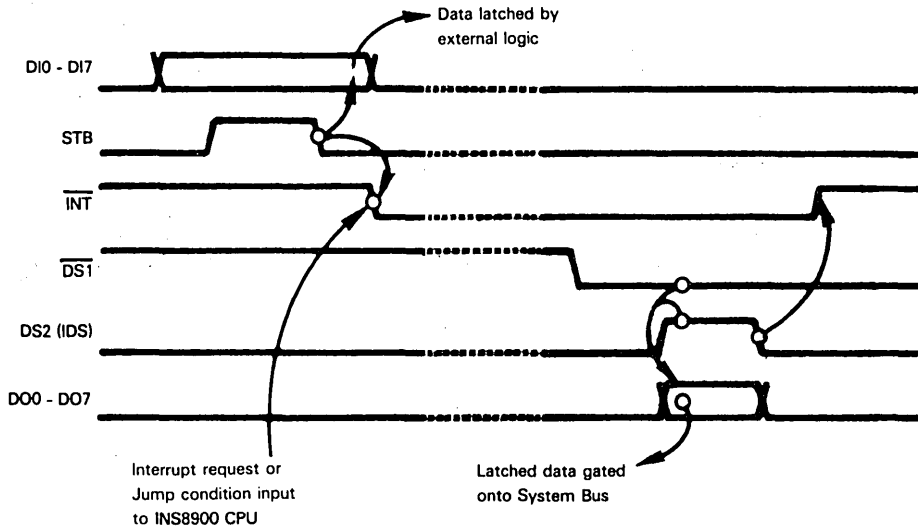 Data latched by
external logic
DI0 - DI7
STB
INT
DS1
DS2 (IDS)
DO0 - DO7
Interrupt request or
Jump condition input
to INS8900 CPU
Latched data gated
onto System Bus